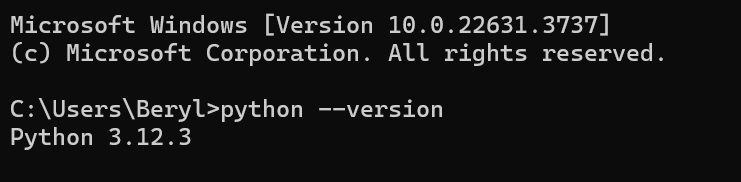 Microsoft Windows [Version 10.0.22631.3737]
(c) Microsoft Corporation. All rights reserved.
C:\Users\Beryl>python --version
Python 3.12.3